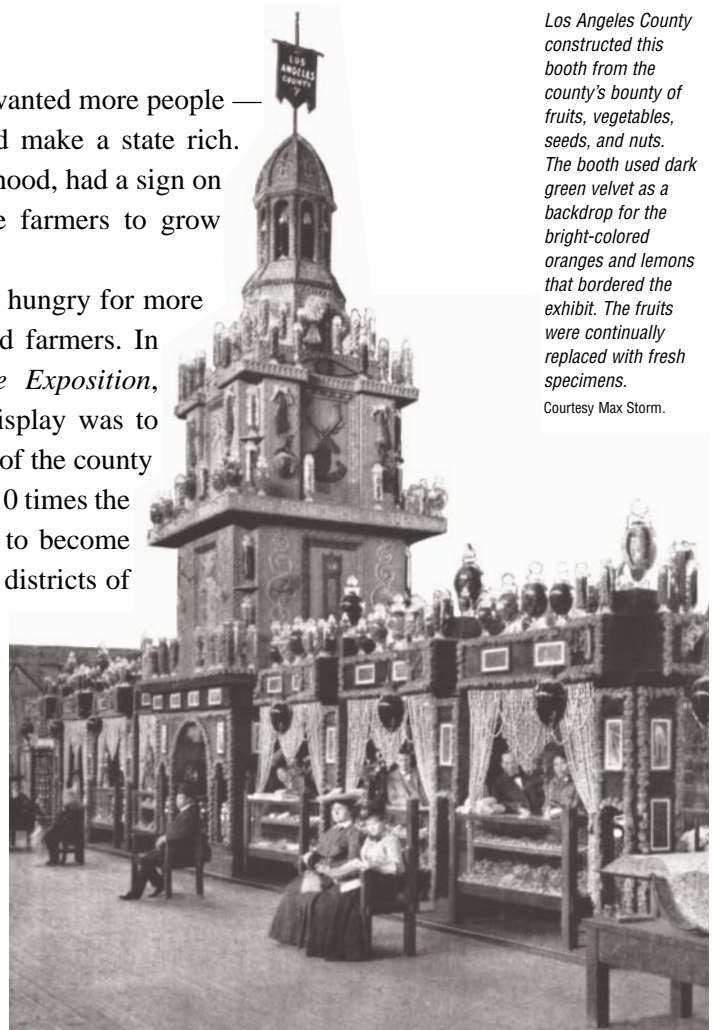 wanted more people —
d make a state rich.
hood, had a sign on
e farmers to grow
hungry for more
d farmers. In
e Exposition,
isplay was to
of the county
0 times the
to become
districts of
LOS
ANGELES
COUNTY
Los Angeles County
constructed this
booth from the
county's bounty of
fruits, vegetables,
seeds, and nuts.
The booth used dark
green velvet as a
backdrop for the
bright-colored
oranges and lemons
that bordered the
exhibit. The fruits
were continually
replaced with fresh
specimens.
Courtesy Max Storm.